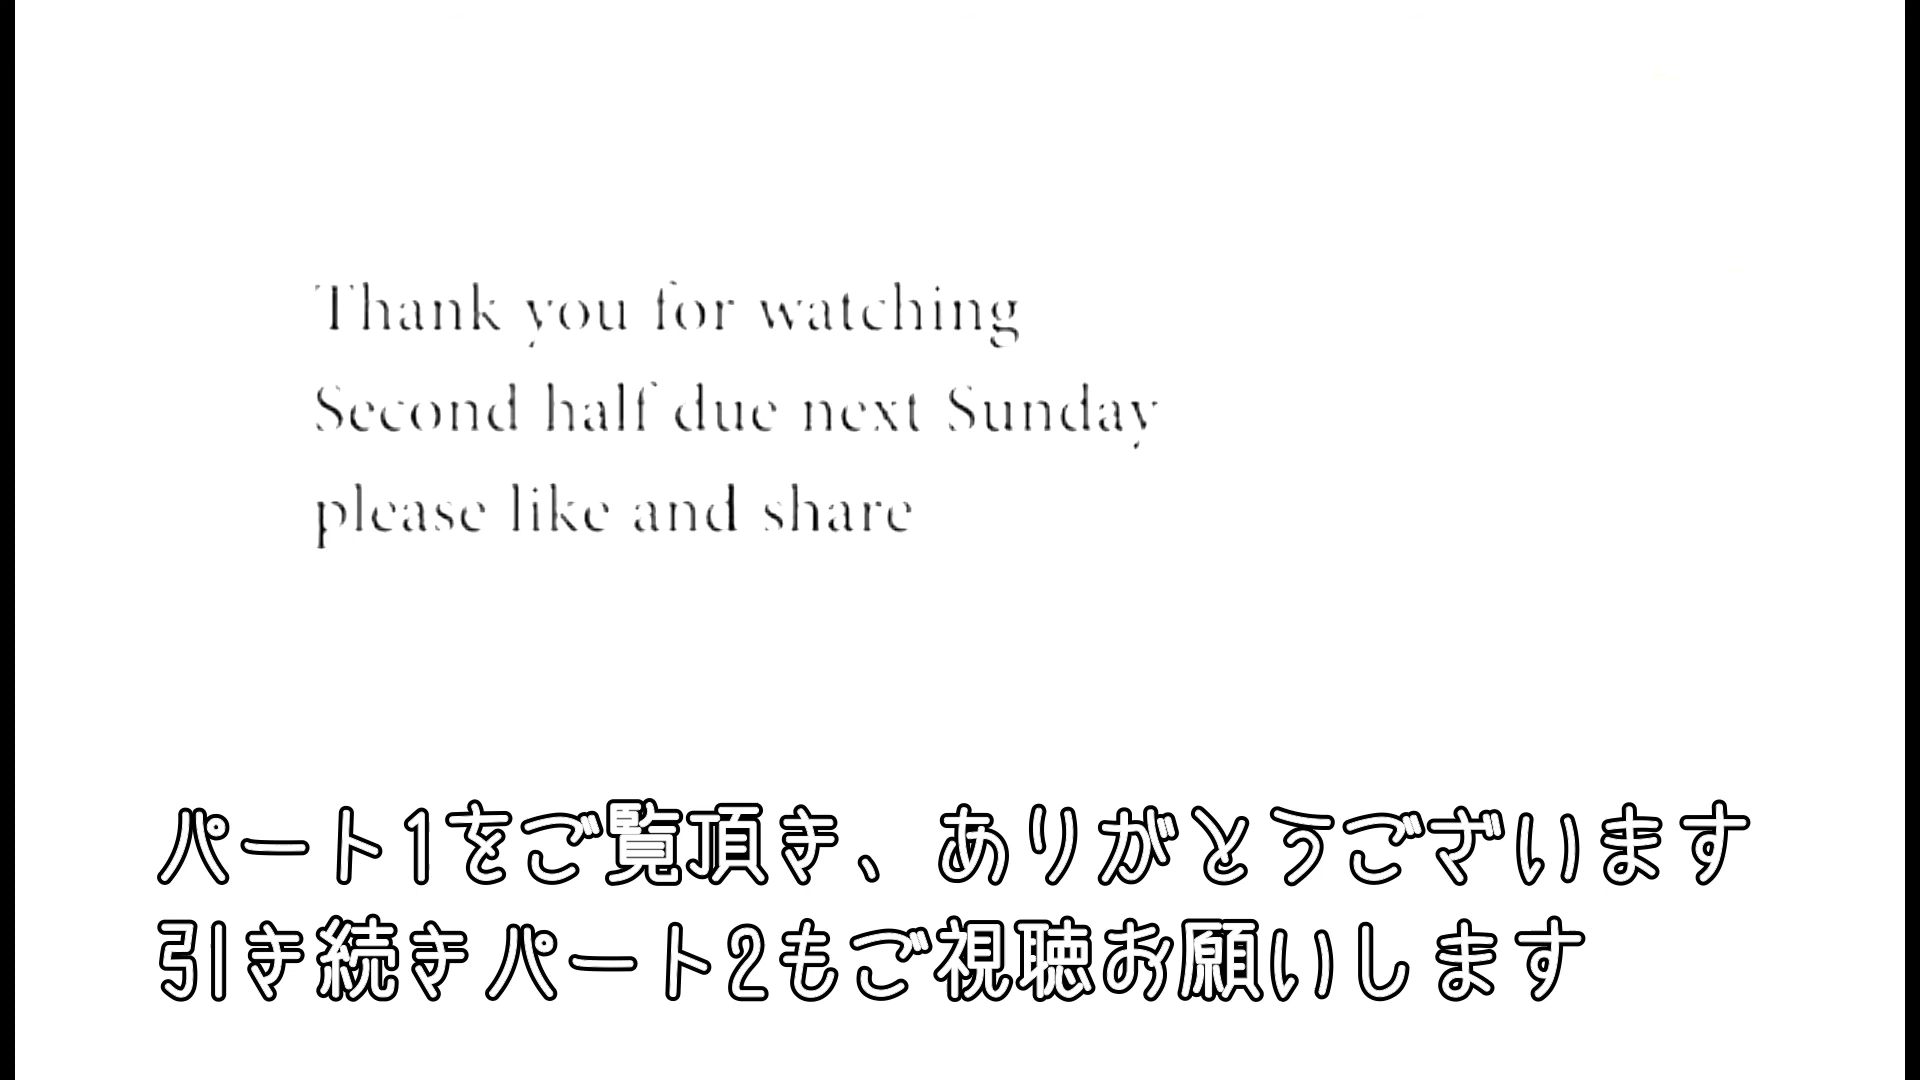 Thank you for watching
Second half due next Sunday
please like and share
パート1をご覧頂き、ありがとうございます
引き続きパート2もご視聴お願いします